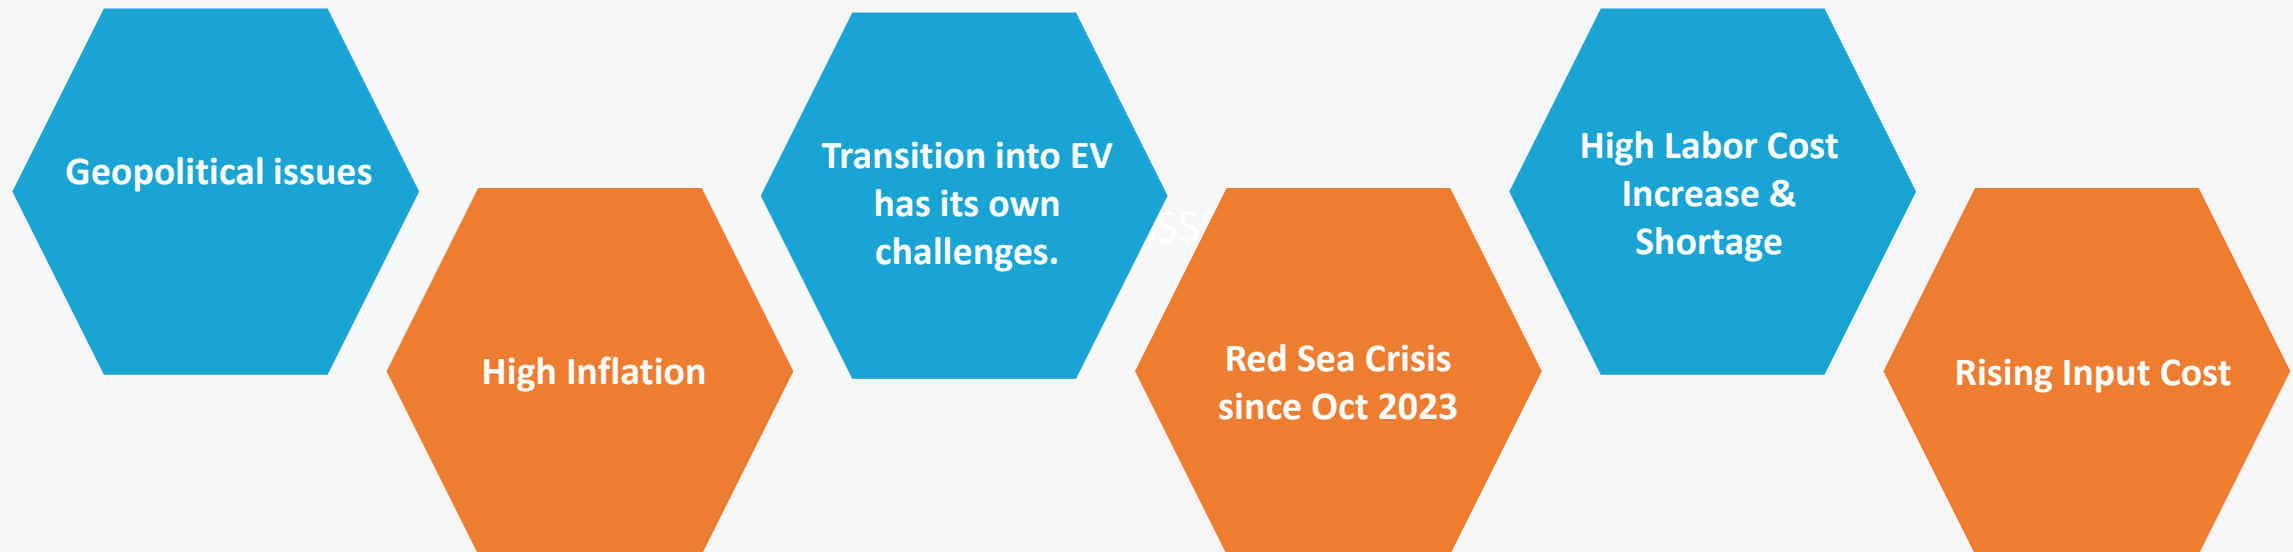 Geopolitical issues
High Inflation
Transition into EV
has its own
challenges.
Red Sea Crisis
since Oct 2023
High Labor Cost
Increase &
Shortage
Rising Input Cost